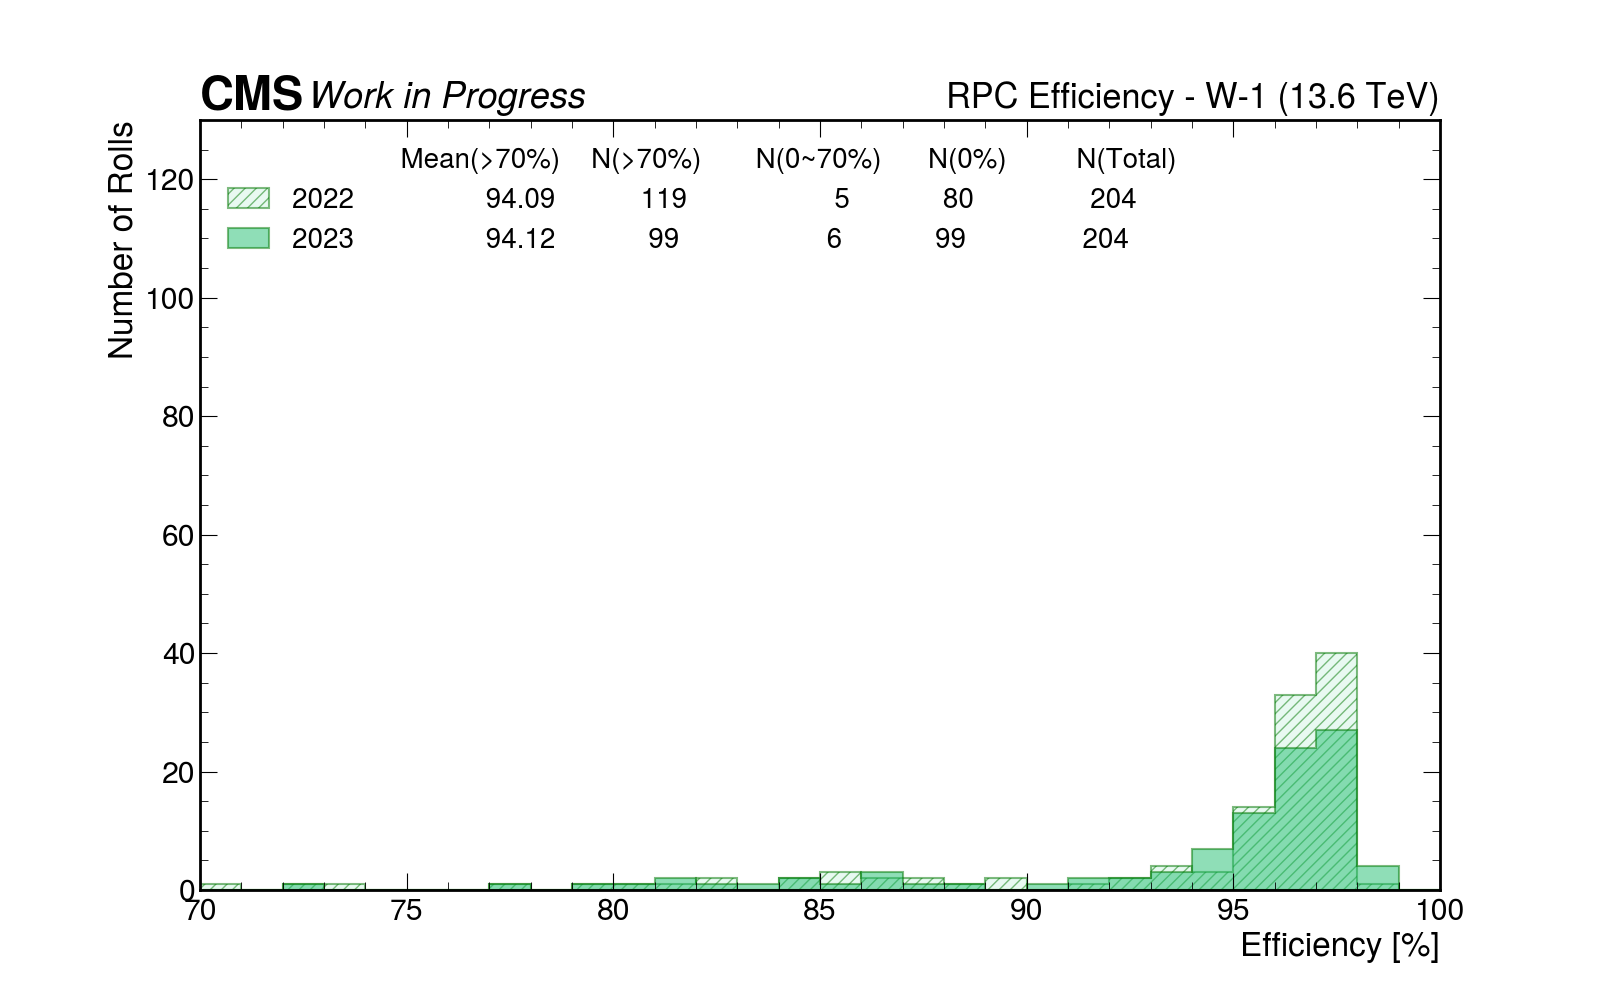 CMS Work in Progress RPC Efficiency - W-1 (13.6 TeV)
Number of Rolls
Mean(>70%) N(>70%) N(0~70%) N(0%) N(Total)
2022 94.09 119 5 80 204
2023 94.12 99 6 99 204
120
100
80
60
40
20
0
70 75 80 85 90 95 100
Efficiency [%]